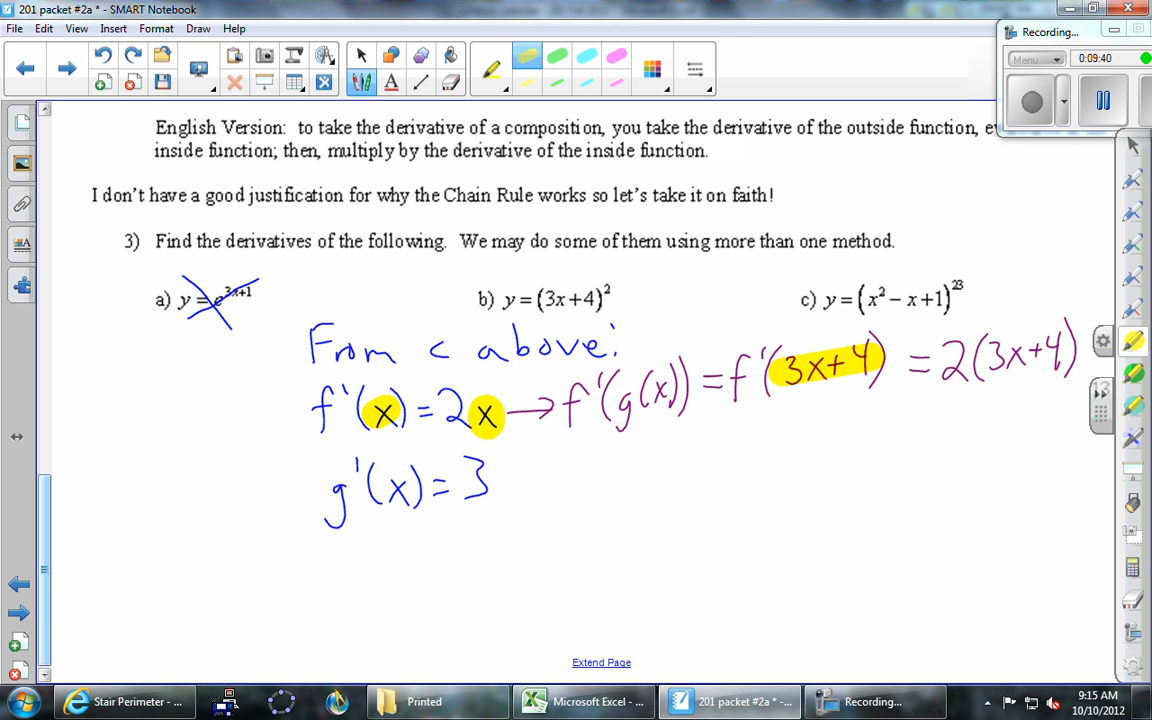 201 packet #2a * - SMART Notebook
File Edit View Insert Format Draw Help
Recording...
Menu
0:09:40
English Version: to take the derivative of a composition, you take the derivative of the outside function, ev
inside function; then, multiply by the derivative of the inside function.
I don't have a good justification for why the Chain Rule works so let's take it on faith!
3) Find the derivatives of the following. We may do some of them using more than one method.
a) y = e^{3x+1} b) y = (3x+4)^2 c) y = (x^2 − x + 1)^{23}
From c above:
f'(x) = 2x → f'(g(x)) = f'(3x+4) = 2(3x+4)
g'(x) = 3
13
Extend Page
Stair Perimeter - ... Printed Microsoft Excel - ... 201 packet #2a * -... Recording...
9:15 AM
10/10/2012